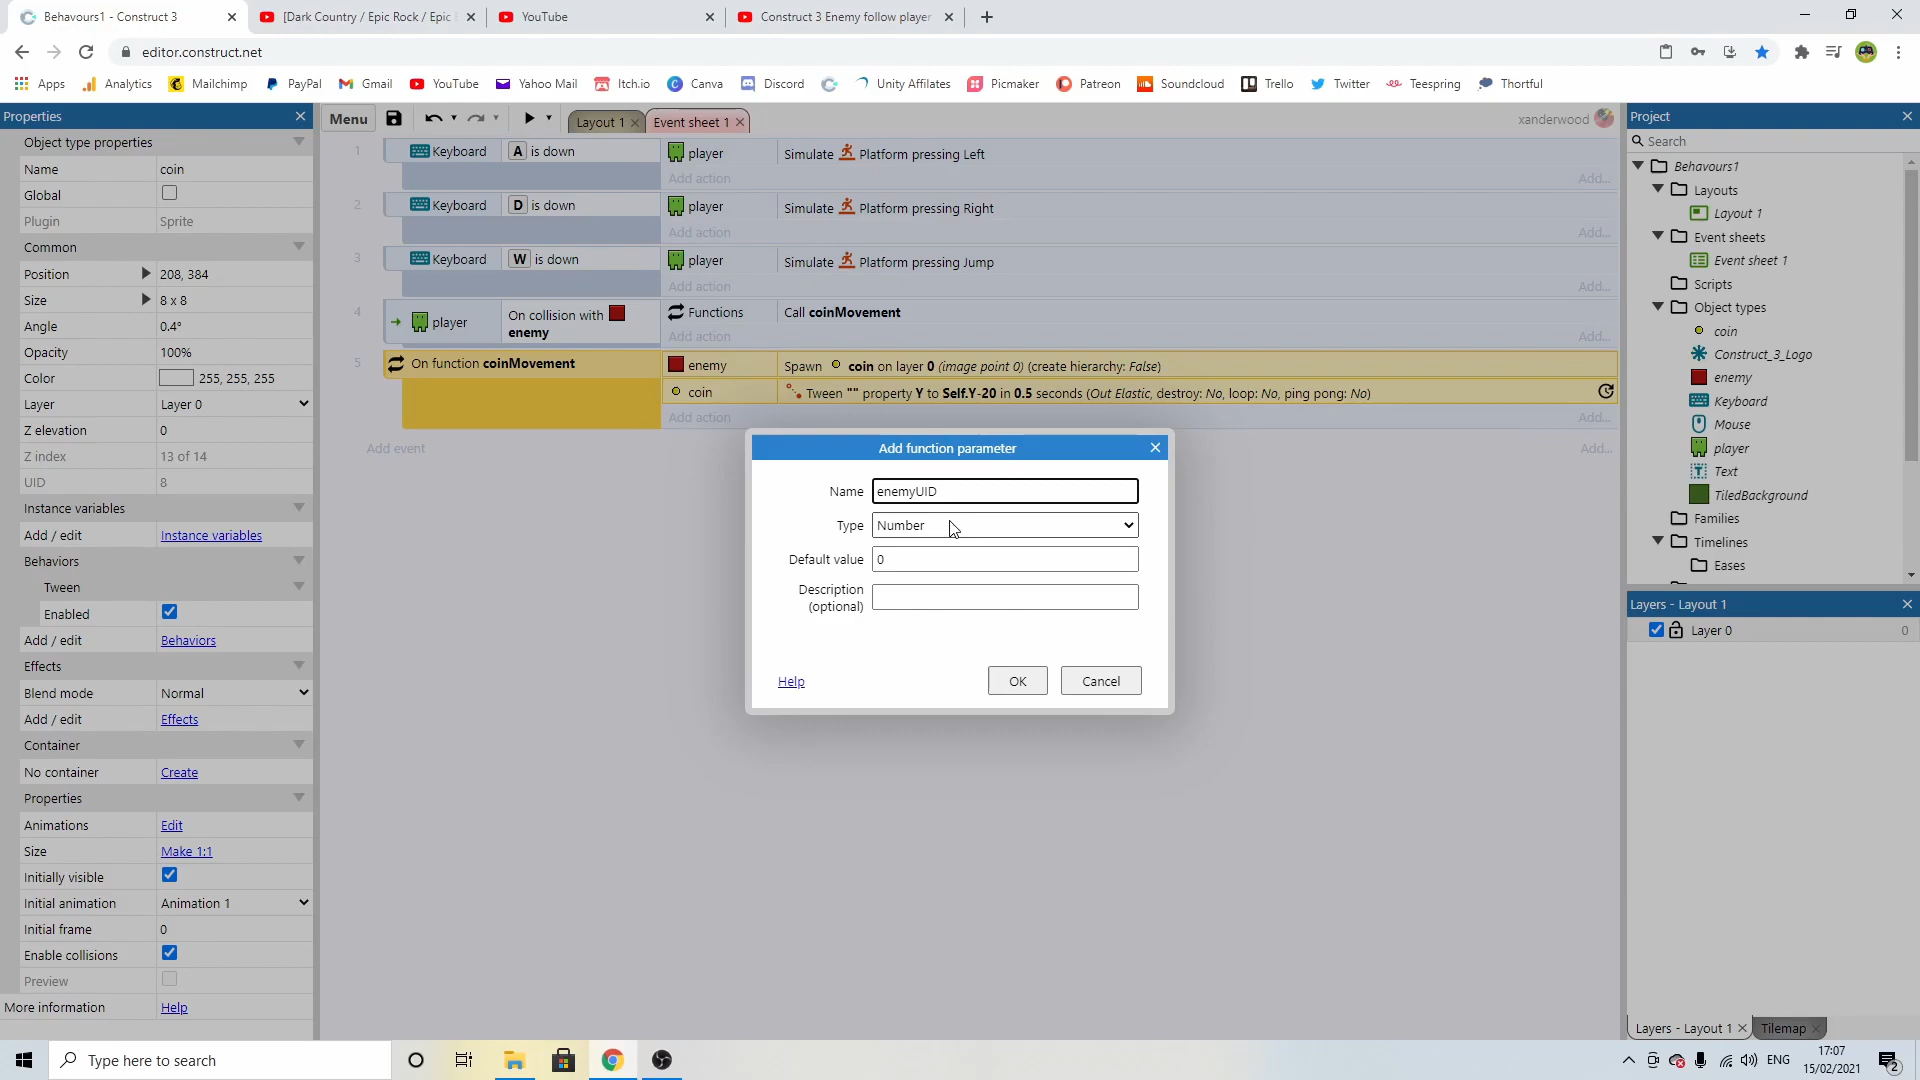 Behavours1 - Construct 3
[Dark Country / Epic Rock / Epic
YouTube
Construct 3 Enemy follow player
editor.construct.net
Apps
Analytics
Mailchimp
PayPal
Gmail
YouTube
Yahoo Mail
Itch.io
Canva
Discord
Unity Affilates
Picmaker
Patreon
Soundcloud
Trello
Twitter
Teespring
Thortful
Properties
Object type properties
Name coin
Global
Plugin Sprite
Common
Position 208, 384
Size 8 x 8
Angle 0.4°
Opacity 100%
Color 255, 255, 255
Layer Layer 0
Z elevation 0
Z index 13 of 14
UID 8
Instance variables
Add / edit Instance variables
Behaviors
Tween
Enabled
Add / edit Behaviors
Effects
Blend mode Normal
Add / edit Effects
Container
No container Create
Properties
Animations Edit
Size Make 1:1
Initially visible
Initial animation Animation 1
Initial frame 0
Enable collisions
Preview
More information Help
Menu
Layout 1
Event sheet 1
xanderwood
1 Keyboard A is down player Simulate Platform pressing Left
Add action Add...
2 Keyboard D is down player Simulate Platform pressing Right
Add action Add...
3 Keyboard W is down player Simulate Platform pressing Jump
Add action Add...
4 player On collision with enemy Functions Call coinMovement
Add action Add...
5 On function coinMovement enemy Spawn coin on layer 0 (image point 0) (create hierarchy: False)
coin Tween "" property Y to Self.Y-20 in 0.5 seconds (Out Elastic, destroy: No, loop: No, ping pong: No)
Add action Add...
Add event Add...
Add function parameter
Name enemyUID
Type Number
Default value 0
Description
(optional)
Help OK Cancel
Project
Search
Behavours1
Layouts
Layout 1
Event sheets
Event sheet 1
Scripts
Object types
coin
Construct_3_Logo
enemy
Keyboard
Mouse
player
Text
TiledBackground
Families
Timelines
Eases
Layers - Layout 1
Layer 0 0
Layers - Layout 1
Tilemap
Type here to search
ENG
17:07
15/02/2021
2